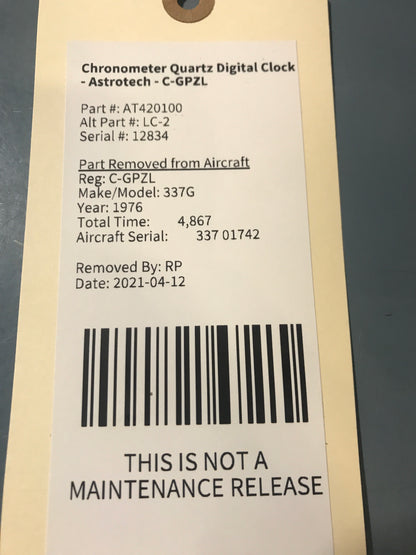 Chronometer Quartz Digital Clock
- Astrotech - C-GPZL
Part #: AT420100
Alt Part #: LC-2
Serial #: 12834
Part Removed from Aircraft
Reg: C-GPZL
Make/Model: 337G
Year: 1976
Total Time: 4,867
Aircraft Serial: 337 01742
Removed By: RP
Date: 2021-04-12
THIS IS NOT A
MAINTENANCE RELEASE